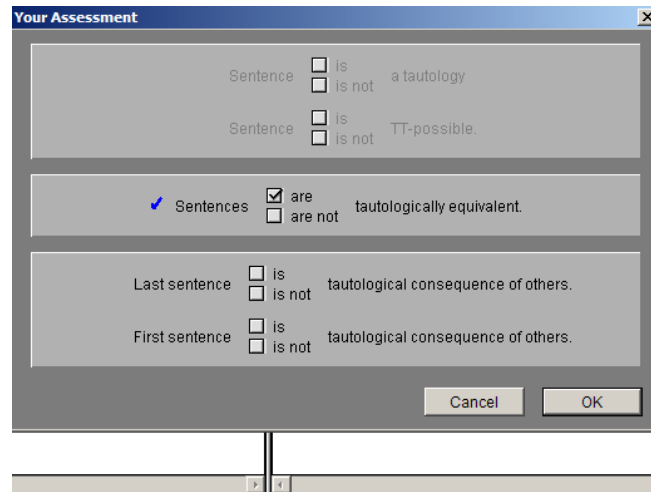 Your Assessment
Sentence is a tautology
is not
Sentence is TT-possible.
is not
Sentences are tautologically equivalent.
are not
Last sentence is tautological consequence of others.
is not
First sentence is tautological consequence of others.
is not
Cancel OK